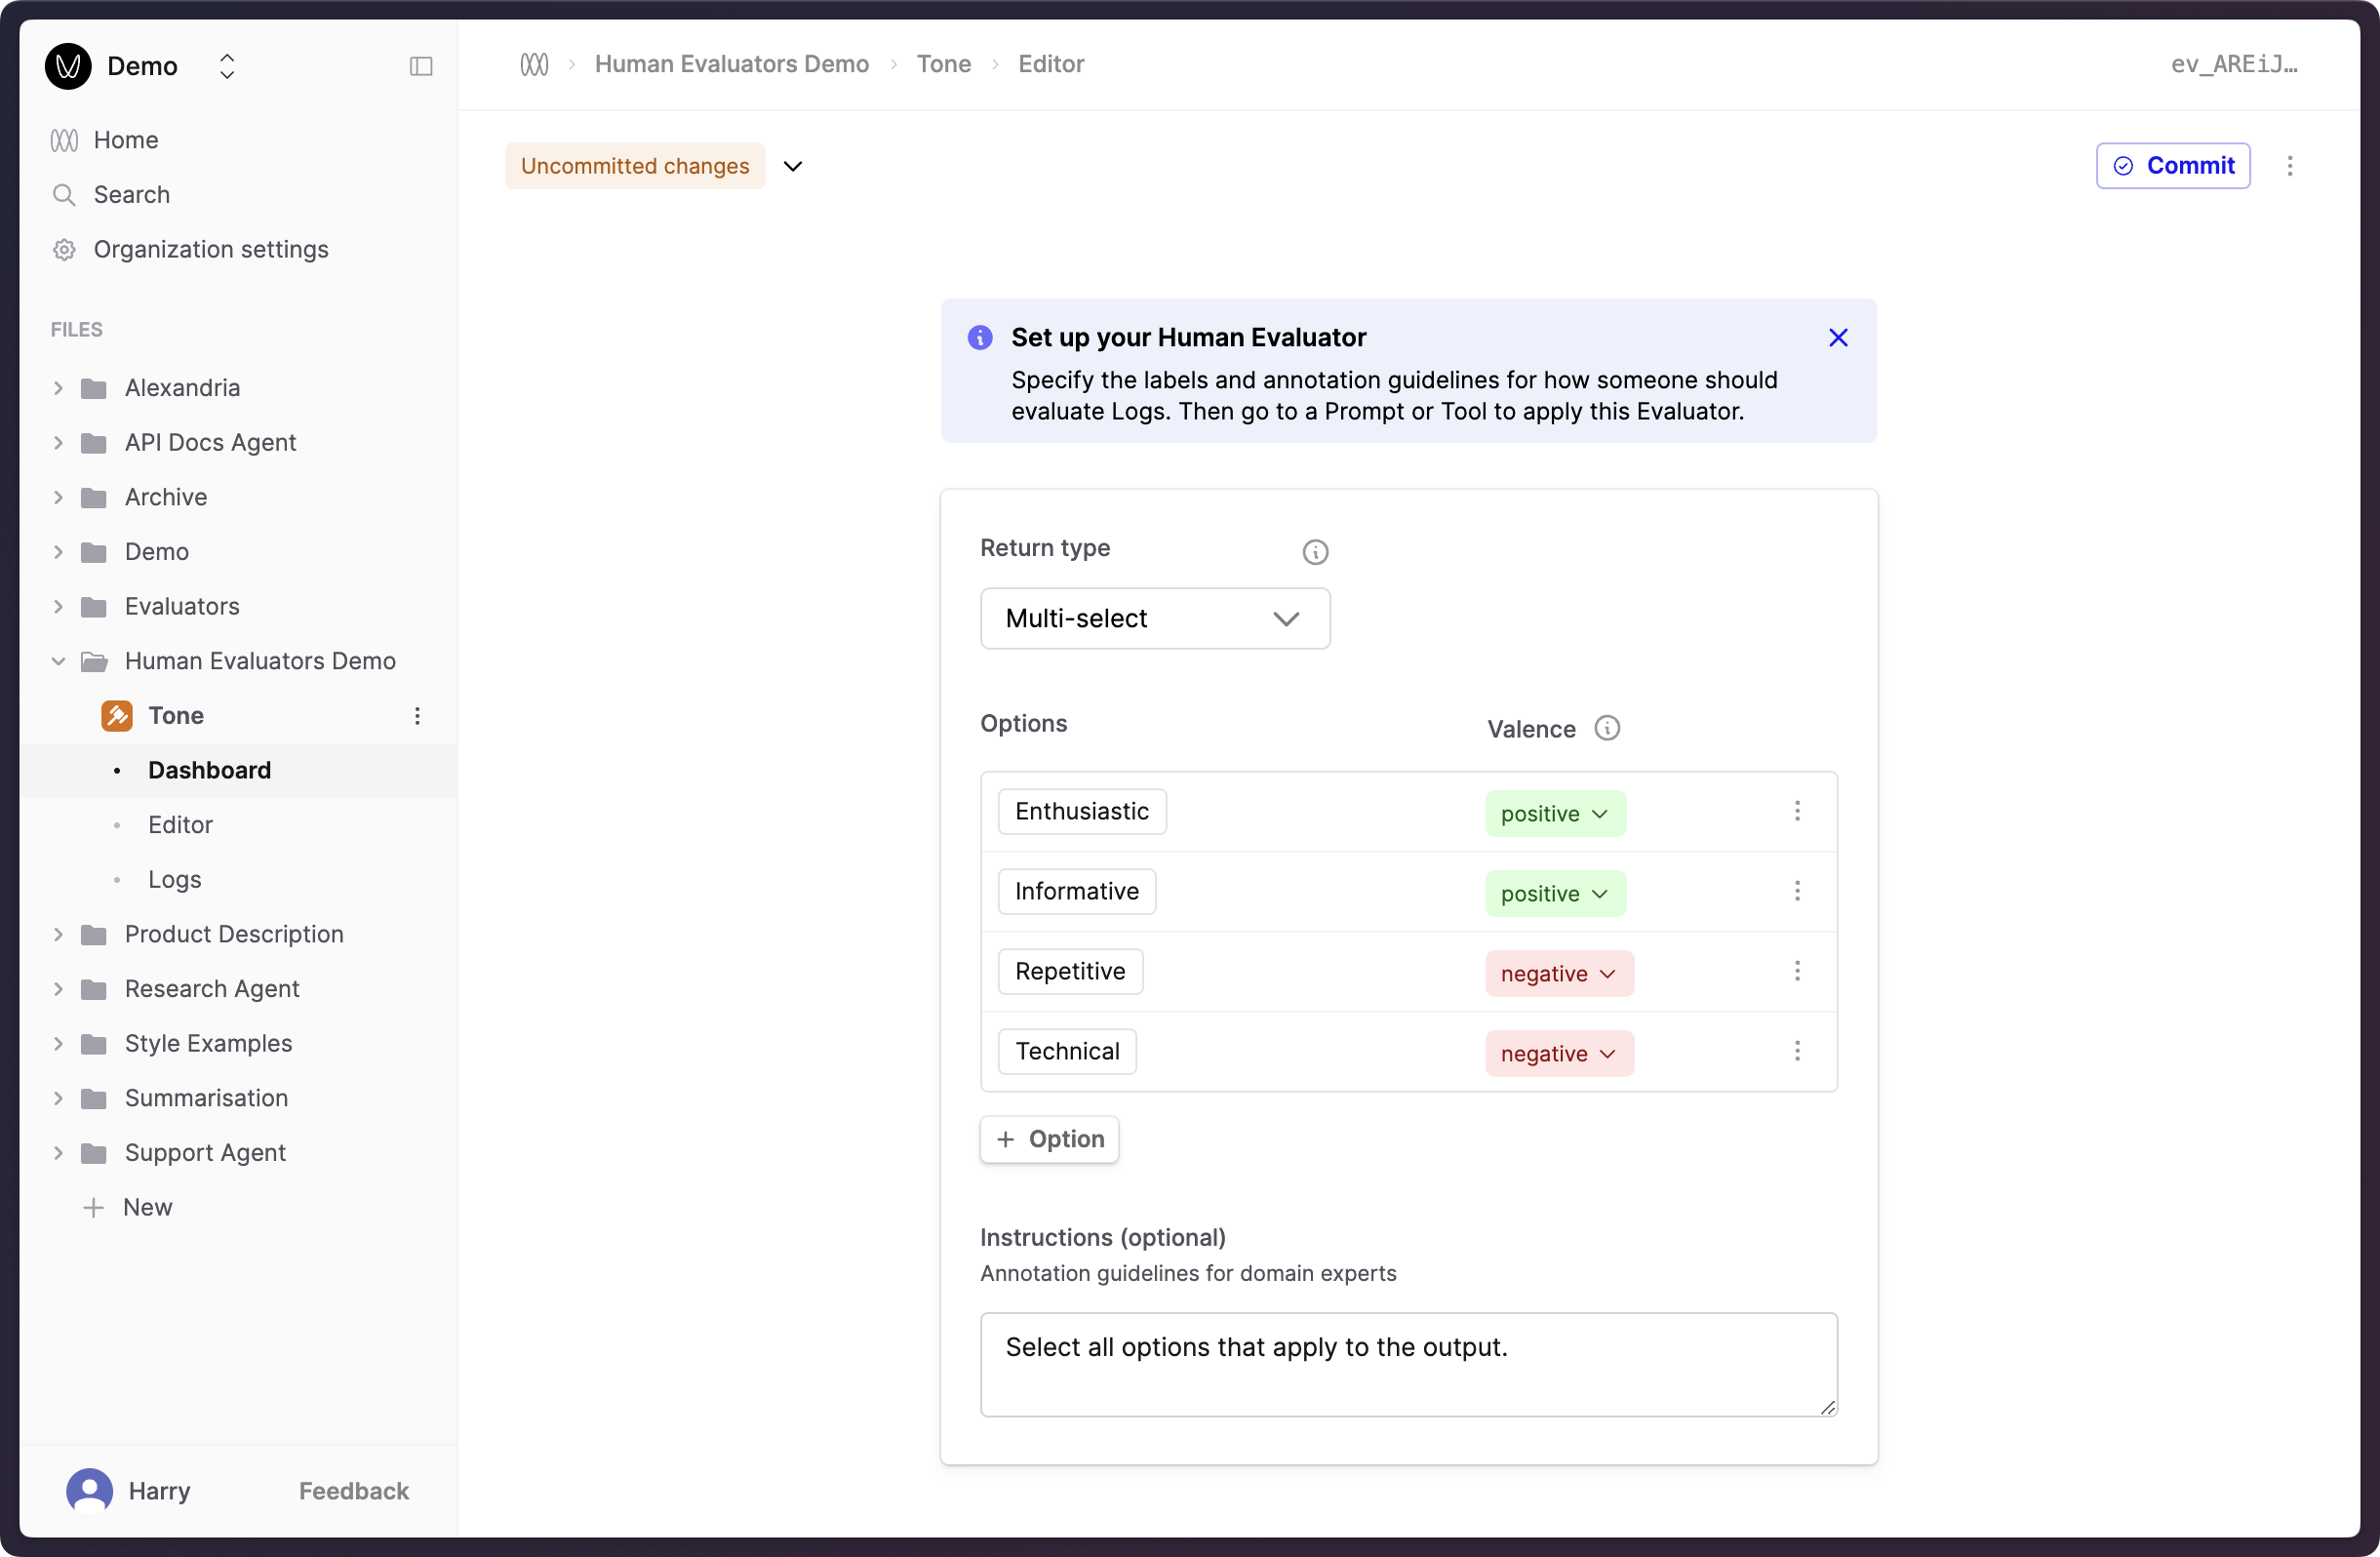 Demo
Home
Search
Organization settings
FILES
Alexandria
API Docs Agent
Archive
Demo
Evaluators
Human Evaluators Demo
Tone
Dashboard
Editor
Logs
Product Description
Research Agent
Style Examples
Summarisation
Support Agent
New
Harry
Feedback
Human Evaluators Demo
Tone
Editor
ev_AREiJ…
Uncommitted changes
Commit
Set up your Human Evaluator
Specify the labels and annotation guidelines for how someone should
evaluate Logs. Then go to a Prompt or Tool to apply this Evaluator.
Return type
Multi-select
Options
Valence
Enthusiastic
positive
Informative
positive
Repetitive
negative
Technical
negative
Option
Instructions (optional)
Annotation guidelines for domain experts
Select all options that apply to the output.